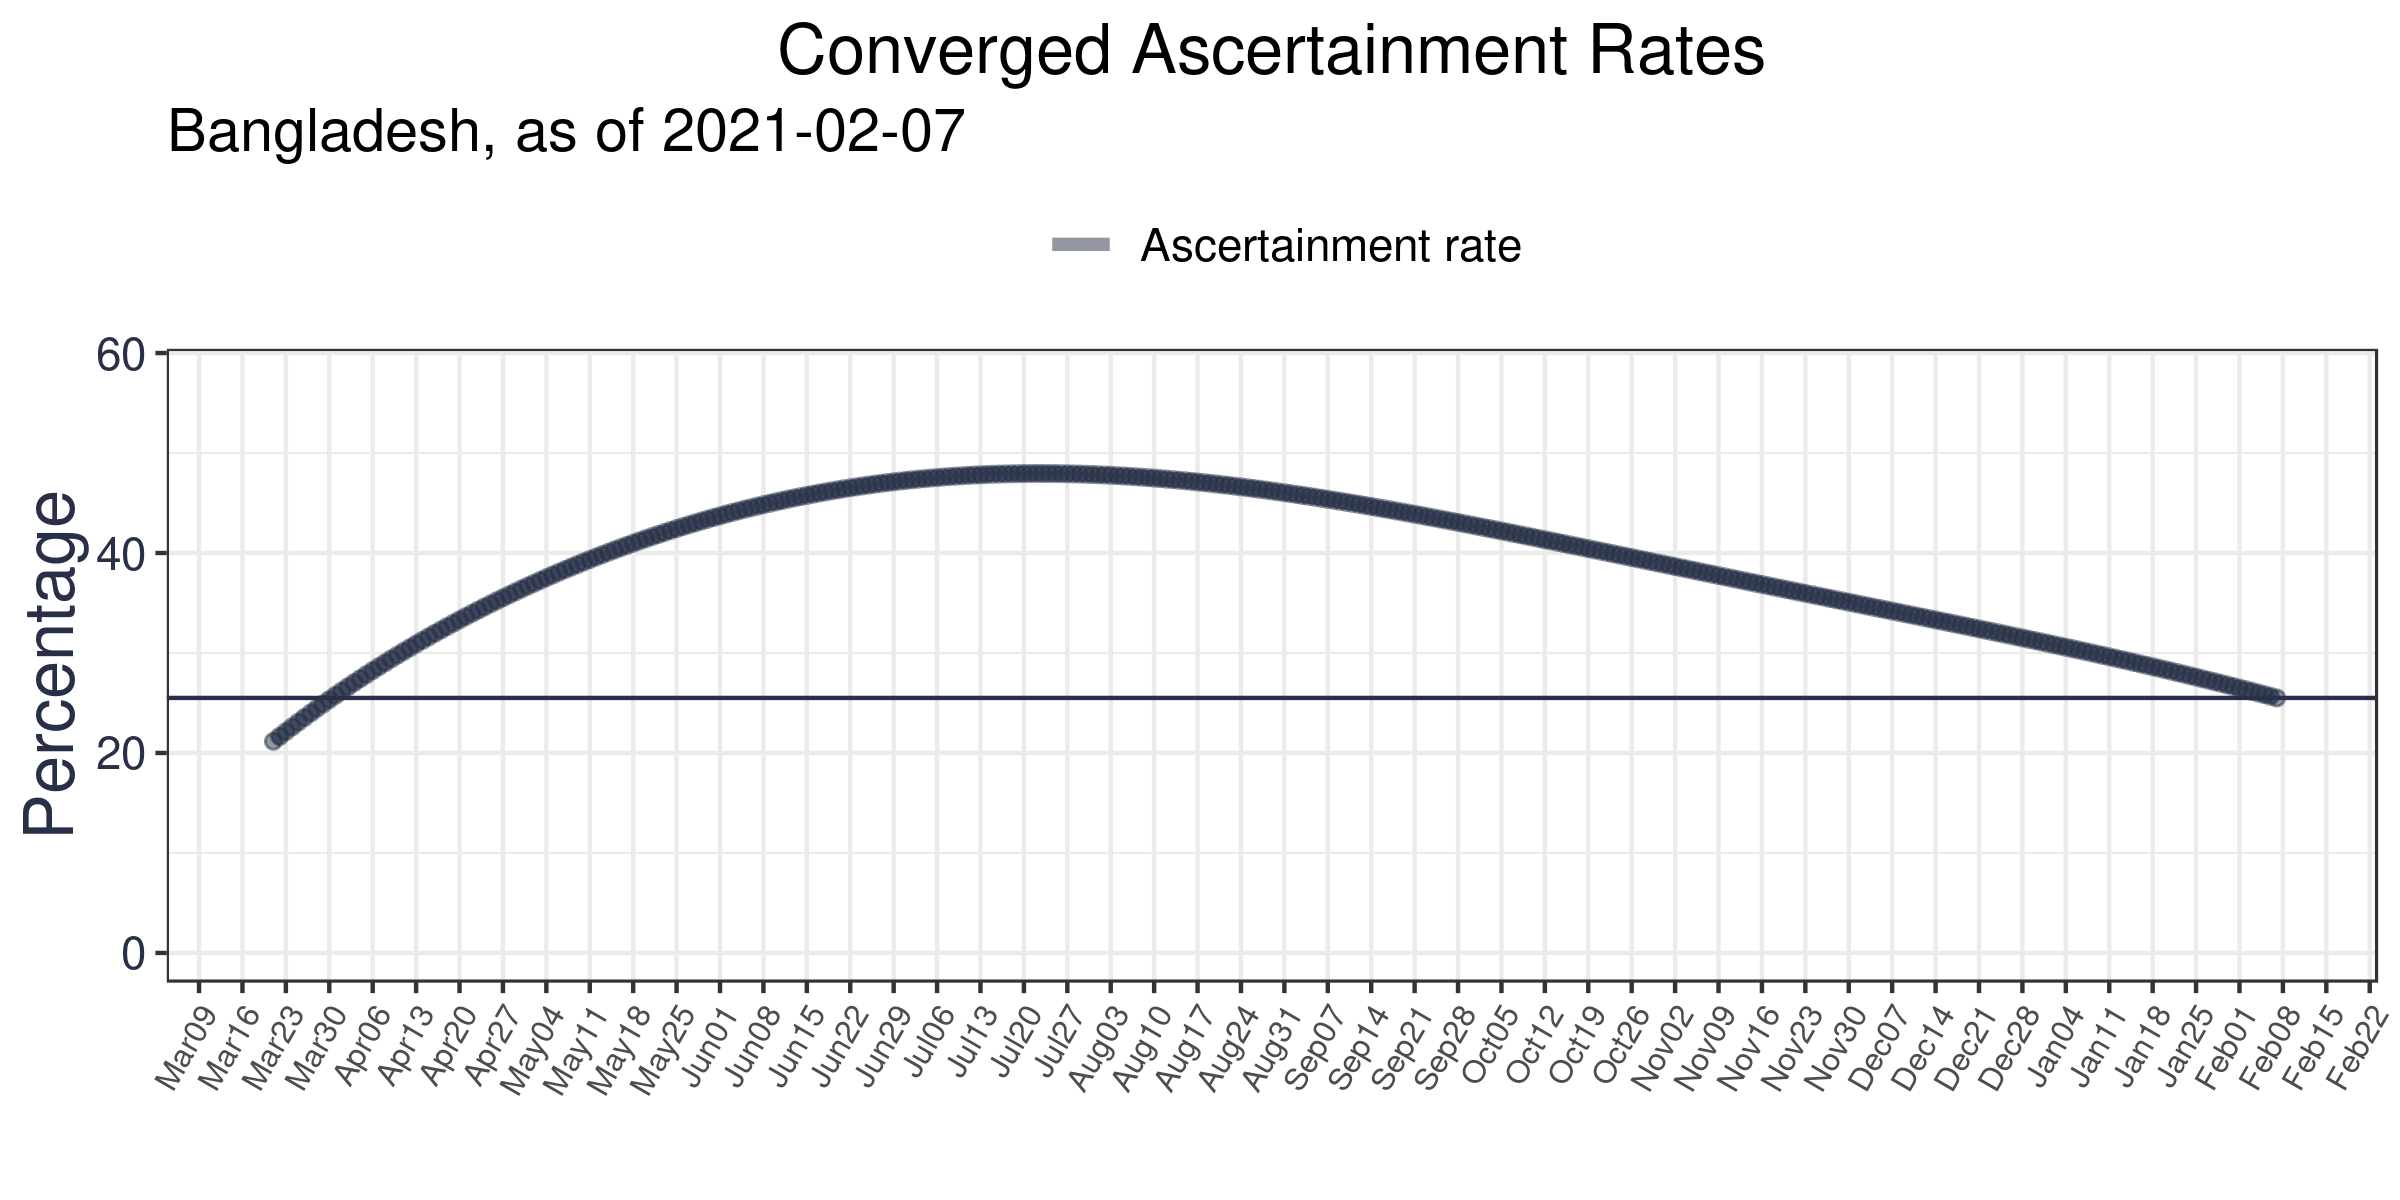 Converged Ascertainment Rates
Bangladesh, as of 2021-02-07
Ascertainment rate
Percentage
60
40
20
0
Mar09
Mar16
Mar23
Mar30
Apr06
Apr13
Apr20
Apr27
May04
May11
May18
May25
Jun01
Jun08
Jun15
Jun22
Jun29
Jul06
Jul13
Jul20
Jul27
Aug03
Aug10
Aug17
Aug24
Aug31
Sep07
Sep14
Sep21
Sep28
Oct05
Oct12
Oct19
Oct26
Nov02
Nov09
Nov16
Nov23
Nov30
Dec07
Dec14
Dec21
Dec28
Jan04
Jan11
Jan18
Jan25
Feb01
Feb08
Feb15
Feb22